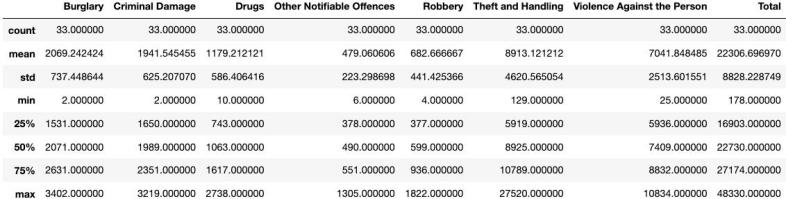 Burglary Criminal Damage Drugs Other Notifiable Offences Robbery Theft and Handling Violence Against the Person Total
count 33.000000 33.000000 33.000000 33.000000 33.000000 33.000000 33.000000 33.000000
mean 2069.242424 1941.545455 1179.212121 479.060606 682.666667 8913.121212 7041.848485 22306.696970
std 737.448644 625.207070 586.406416 223.298698 441.425366 4620.565054 2513.601551 8828.228749
min 2.000000 2.000000 10.000000 6.000000 4.000000 129.000000 25.000000 178.000000
25% 1531.000000 1650.000000 743.000000 378.000000 377.000000 5919.000000 5936.000000 16903.000000
50% 2071.000000 1989.000000 1063.000000 490.000000 599.000000 8925.000000 7409.000000 22730.000000
75% 2631.000000 2351.000000 1617.000000 551.000000 936.000000 10789.000000 8832.000000 27174.000000
max 3402.000000 3219.000000 2738.000000 1305.000000 1822.000000 27520.000000 10834.000000 48330.000000